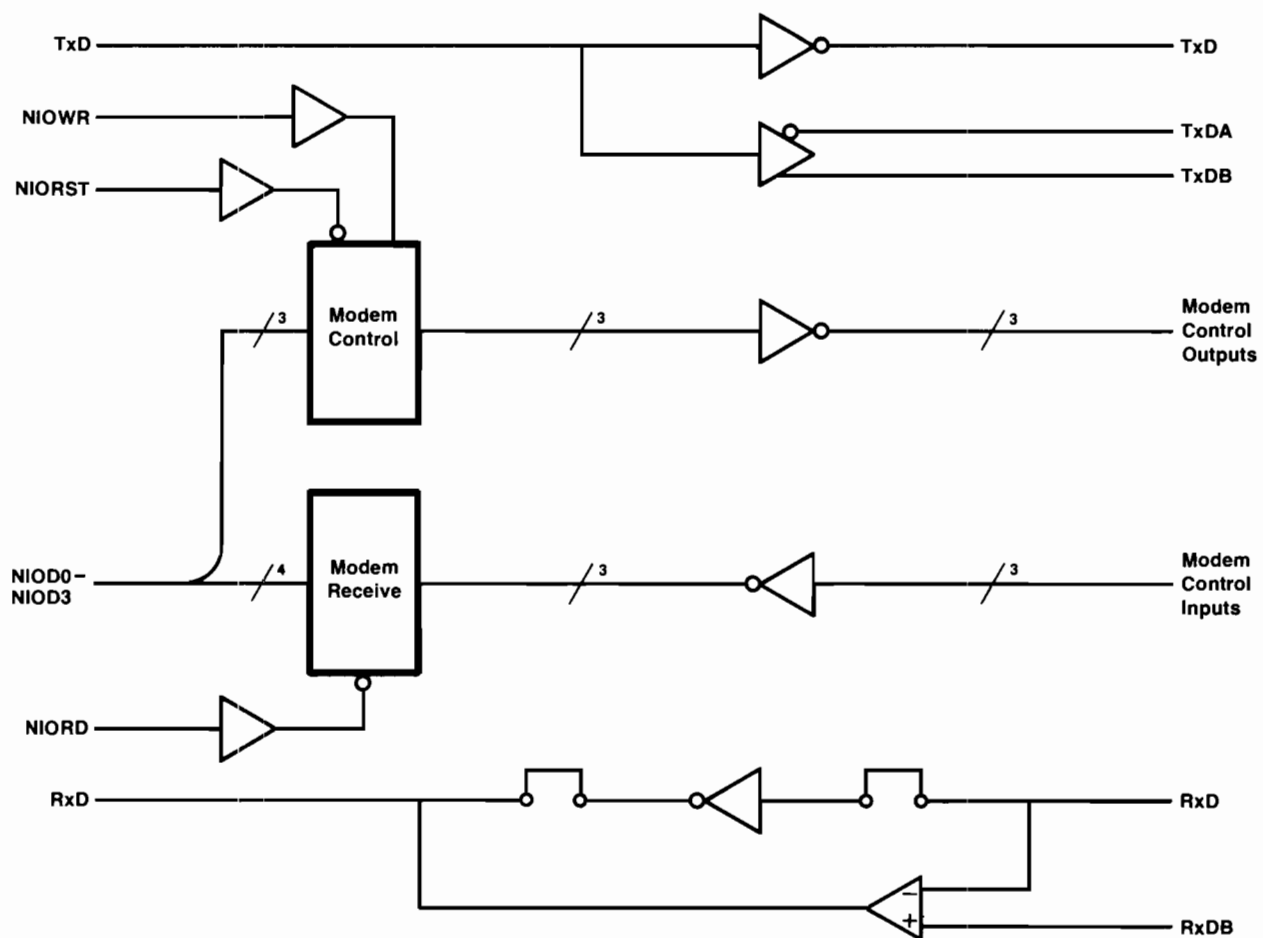 TxD
TxD
NIOWR
TxDA
NIORST
TxDB
3
Modem
Control
3
3
Modem
Control
Outputs
NIOD0–
NIOD3
4
Modem
Receive
3
3
Modem
Control
Inputs
NIORD
RxD
RxD
−
+
RxDB